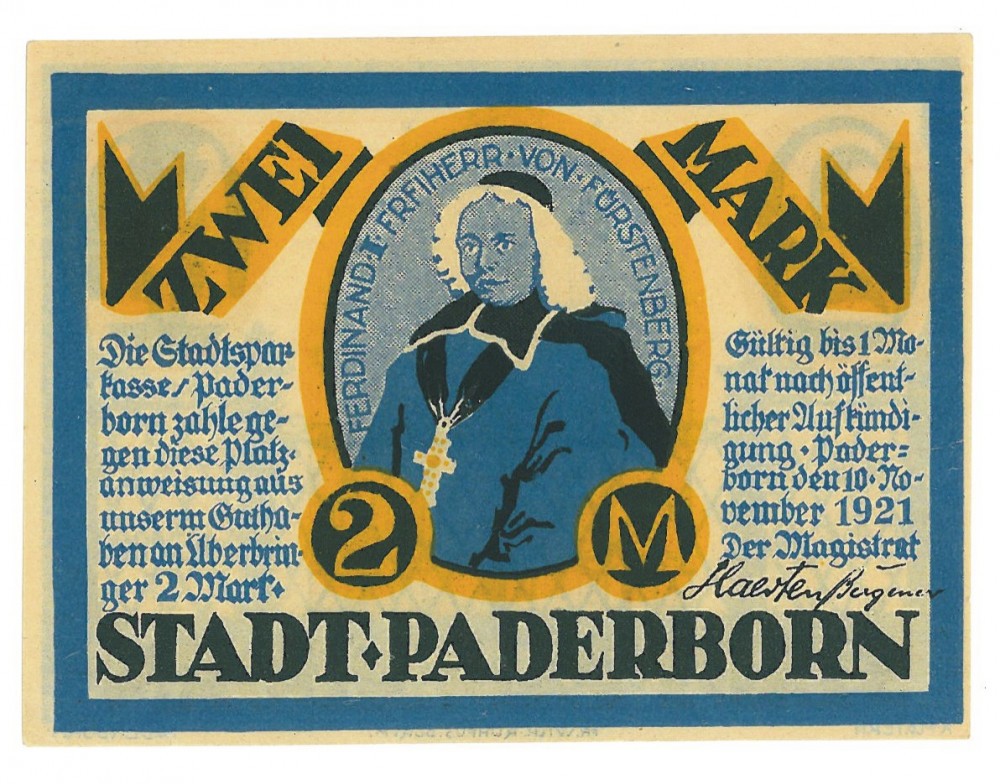 ZWEI MARK
FERDINAND·I FREIHERR·VON·FÜRSTENBERG·
Die Stadtspar
kasse, Pader-
born zahle ge-
gen diese Platz-
anweisung aus
unserm Gutha-
ben an Überbrin-
ger 2 Mark.
Gültig bis 1 Mo-
nat nach öffent-
licher Aufkündi-
gung · Pader-
born den 10. No-
vember 1921
Der Magistrat
Haerten
2 M
STADT·PADERBORN